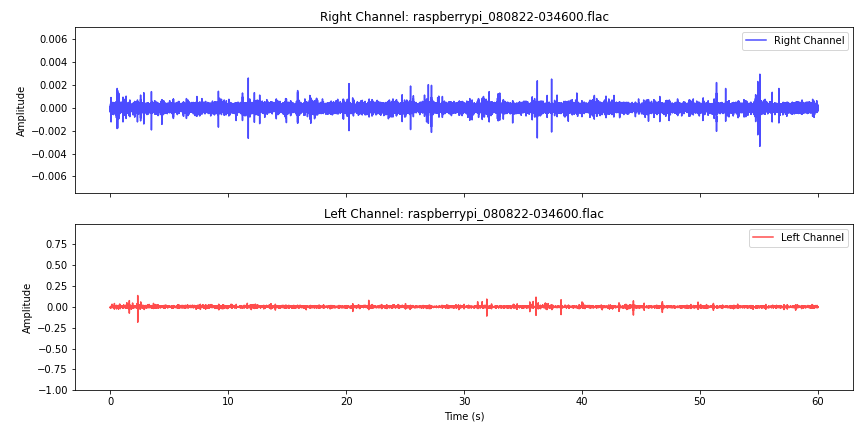 Right Channel: raspberrypi_080822-034600.flac
0.006
0.004
0.002
0.000
−0.002
−0.004
−0.006
Amplitude
Right Channel
Left Channel: raspberrypi_080822-034600.flac
0.75
0.50
0.25
0.00
−0.25
−0.50
−0.75
−1.00
Amplitude
Left Channel
0 10 20 30 40 50 60
Time (s)